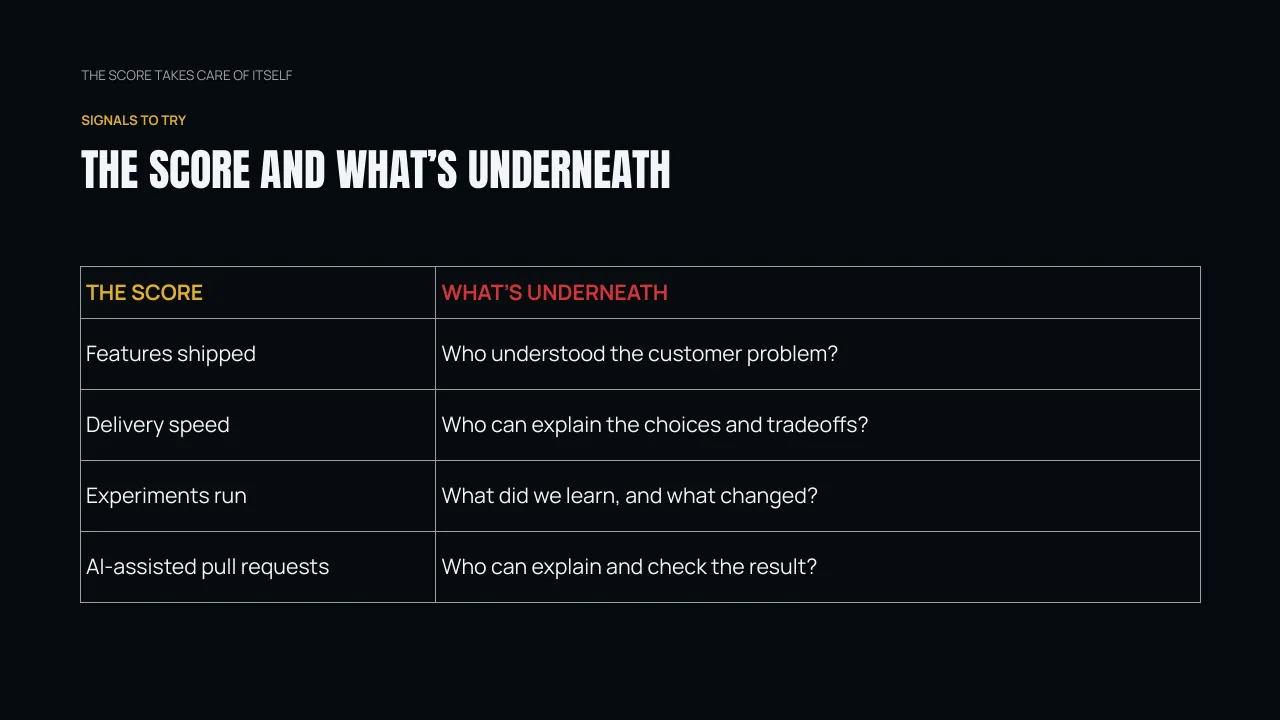 THE SCORE TAKES CARE OF ITSELF
SIGNALS TO TRY
THE SCORE AND WHAT’S UNDERNEATH
THE SCORE
WHAT’S UNDERNEATH
Features shipped
Who understood the customer problem?
Delivery speed
Who can explain the choices and tradeoffs?
Experiments run
What did we learn, and what changed?
AI-assisted pull requests
Who can explain and check the result?